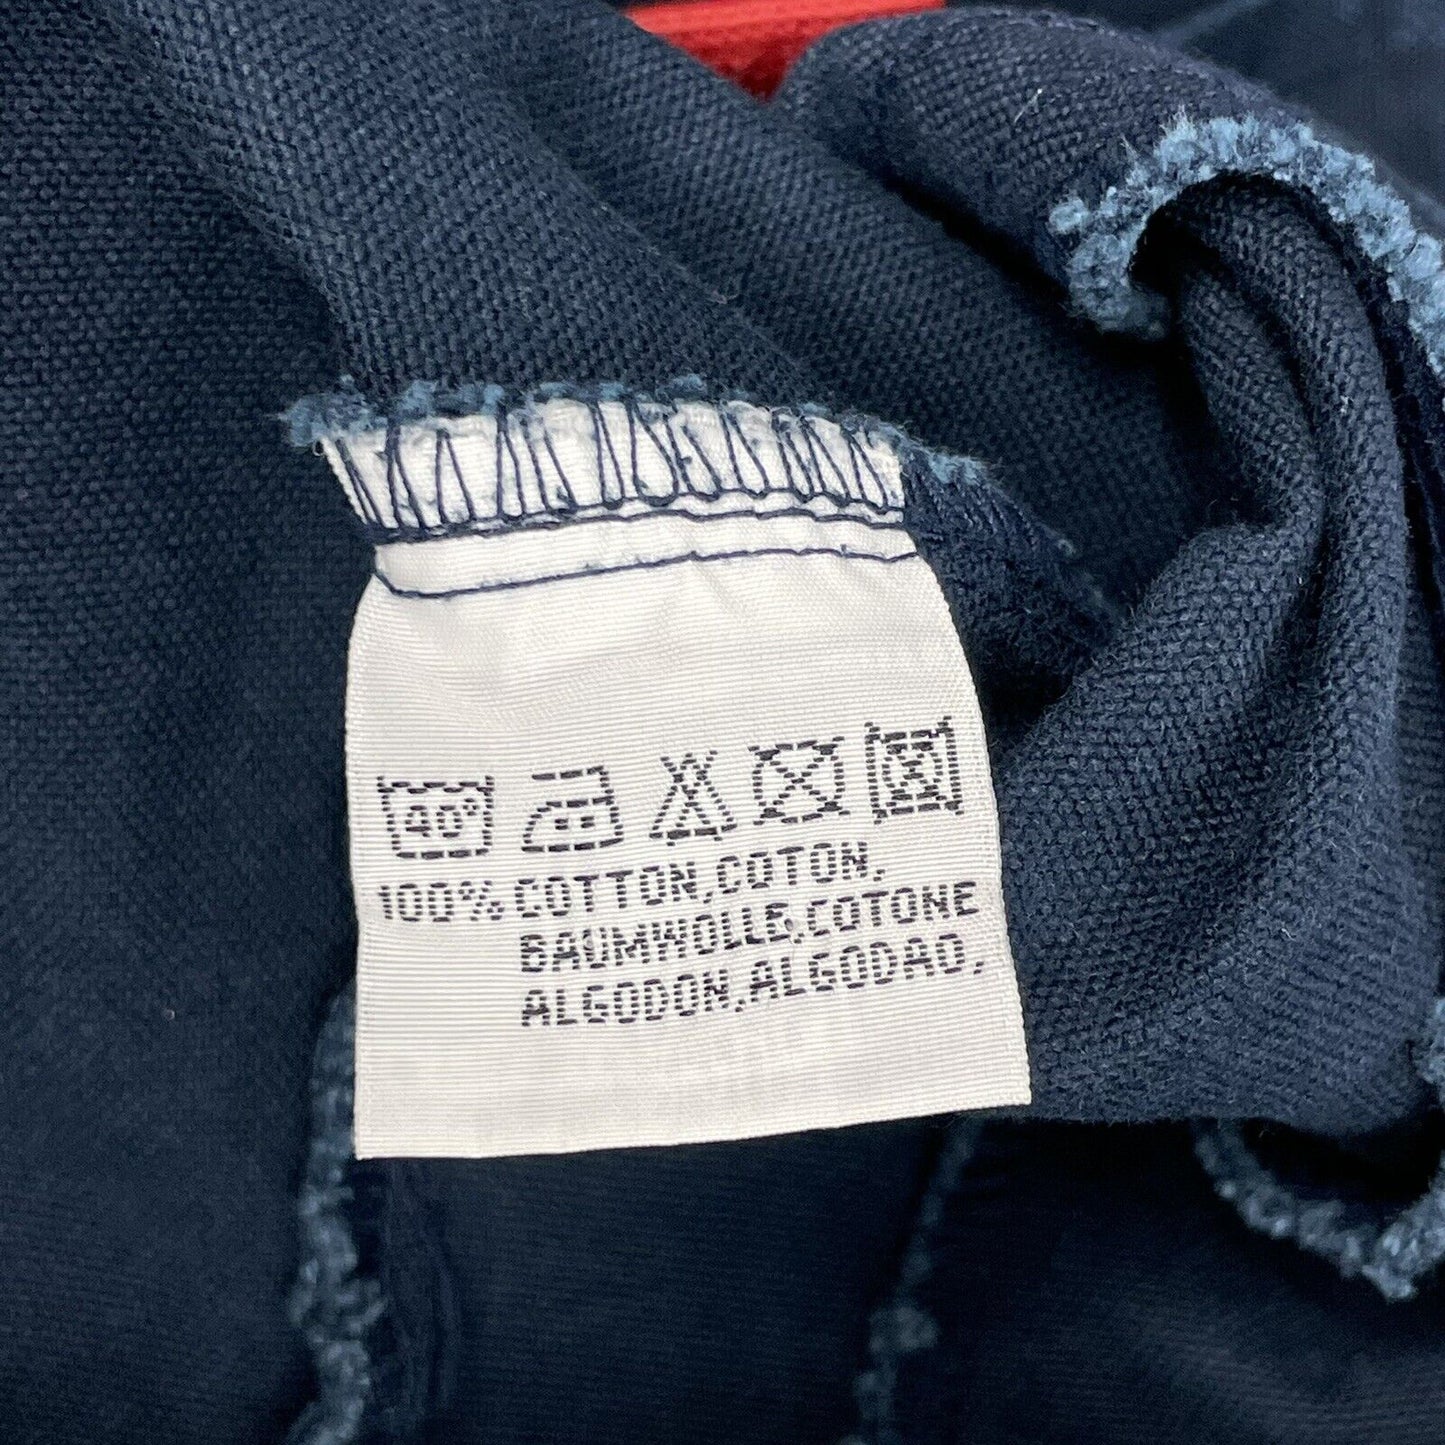 40°
100% COTTON, COTON,
BAUMWOLLE, COTONE
ALGODON, ALGODAO,